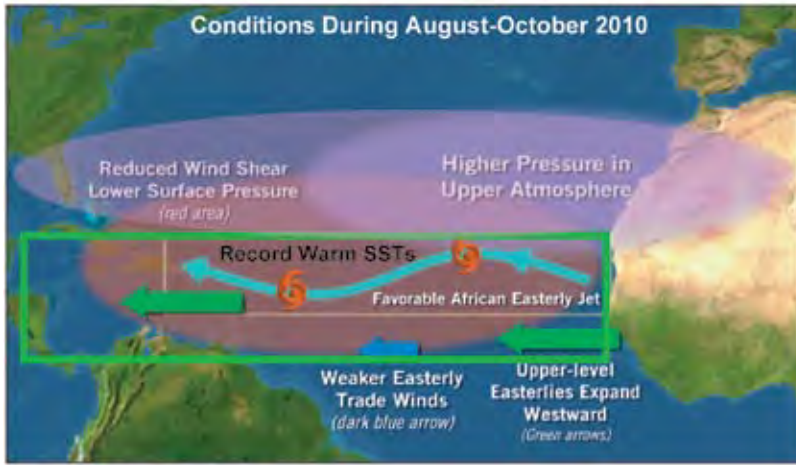 Conditions During August-October 2010
Reduced Wind Shear
Lower Surface Pressure
(red area)
Higher Pressure in
Upper Atmosphere
Record Warm SSTs
Favorable African Easterly Jet
Weaker Easterly
Trade Winds
(dark blue arrow)
Upper-level
Easterlies Expand
Westward
(Green arrows)